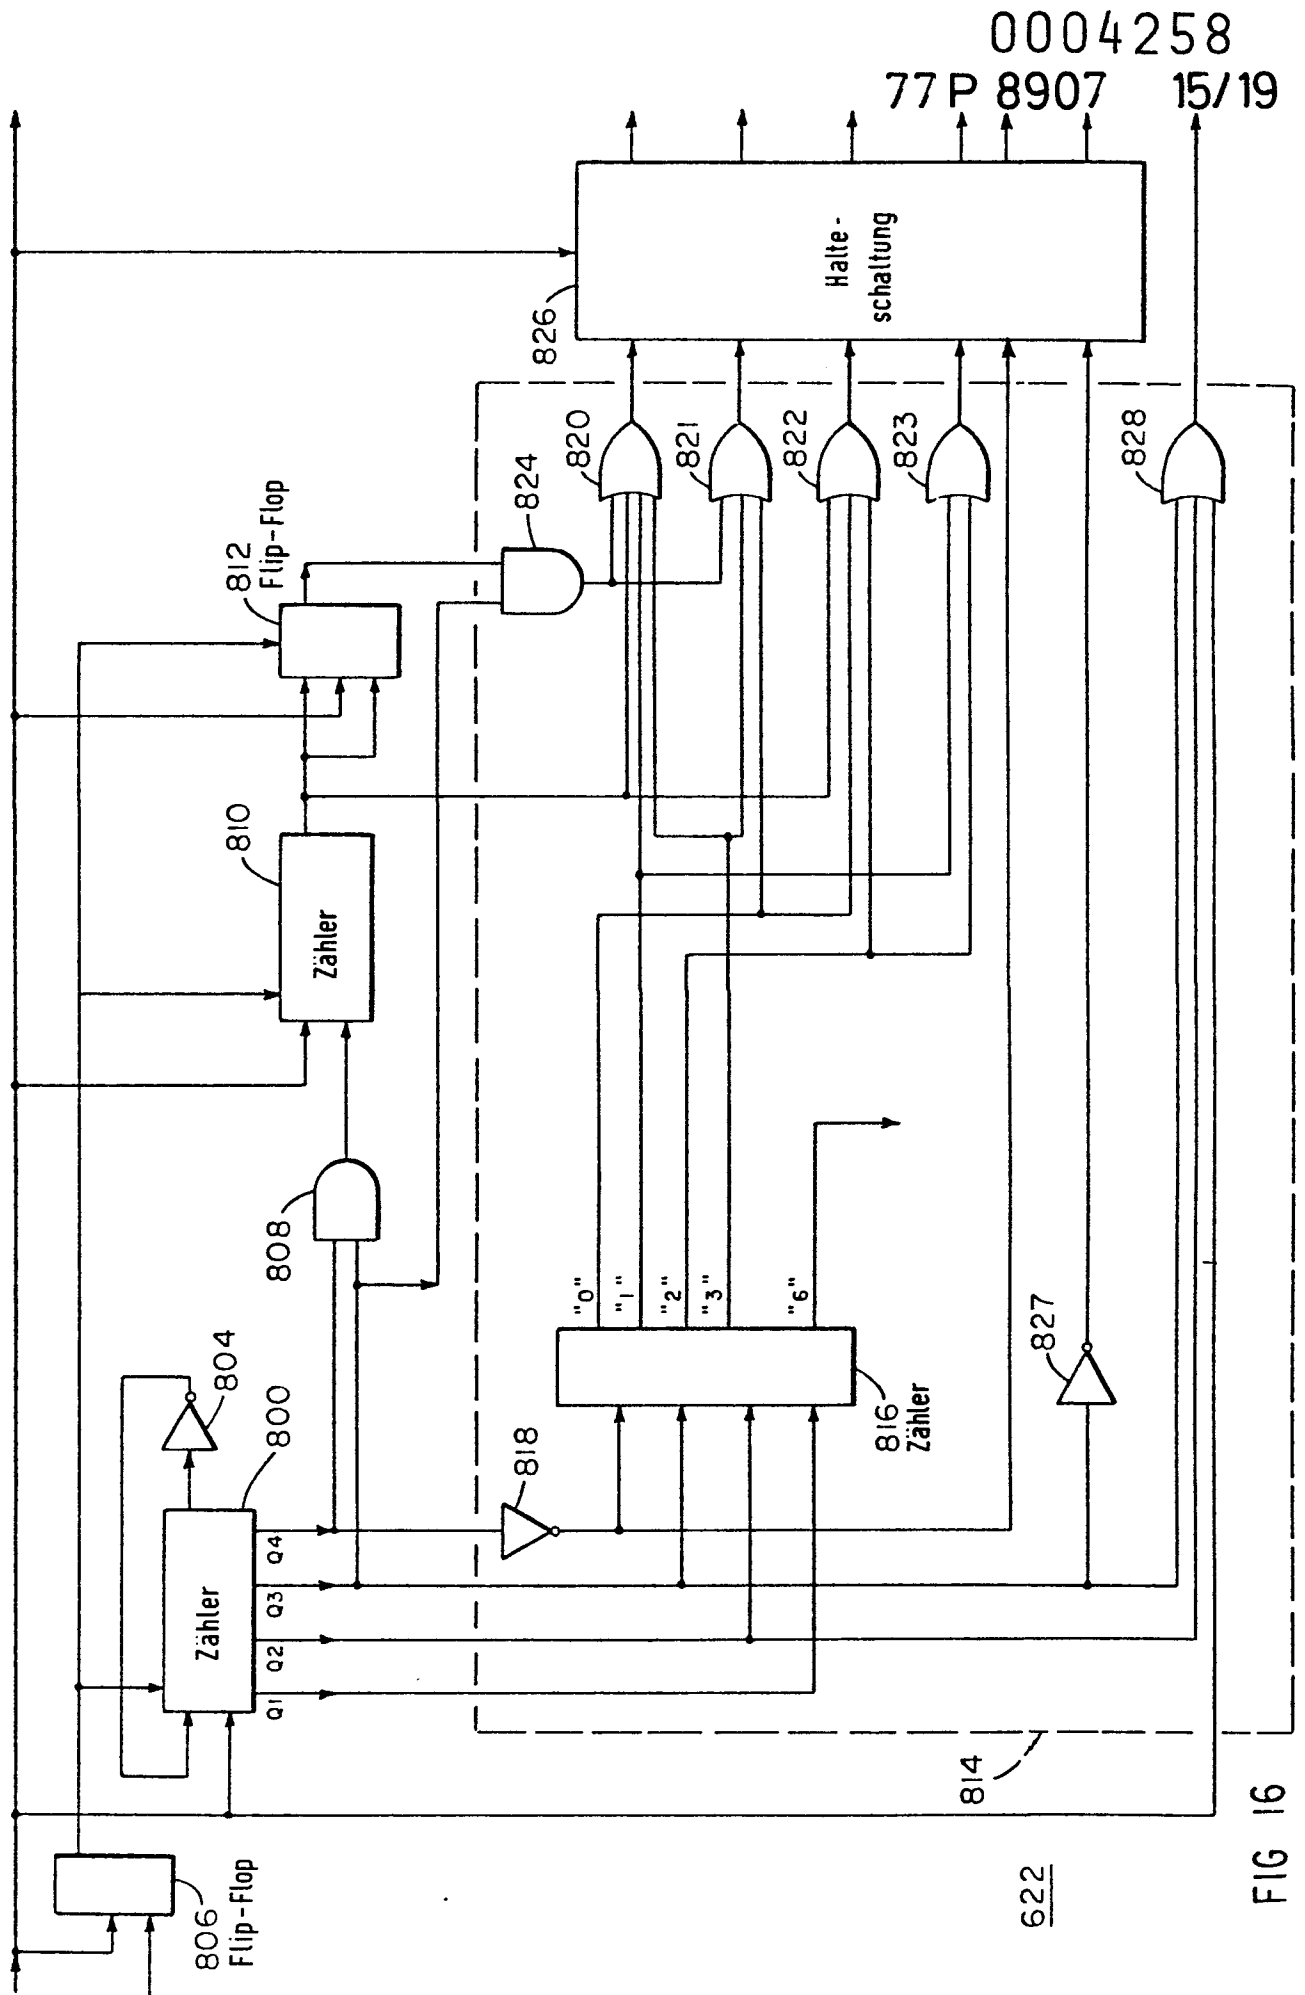 0004258
77 P 8907 15/19
826
Halte-
schaltung
820
821
822
823
828
824
812
Flip-Flop
810
Zähler
808
804
800
Zähler
Q4
Q3
Q2
Q1
818
"0"
"1"
"2"
"3"
"6"
816
Zähler
827
814
806
Flip-Flop
622
FIG 16